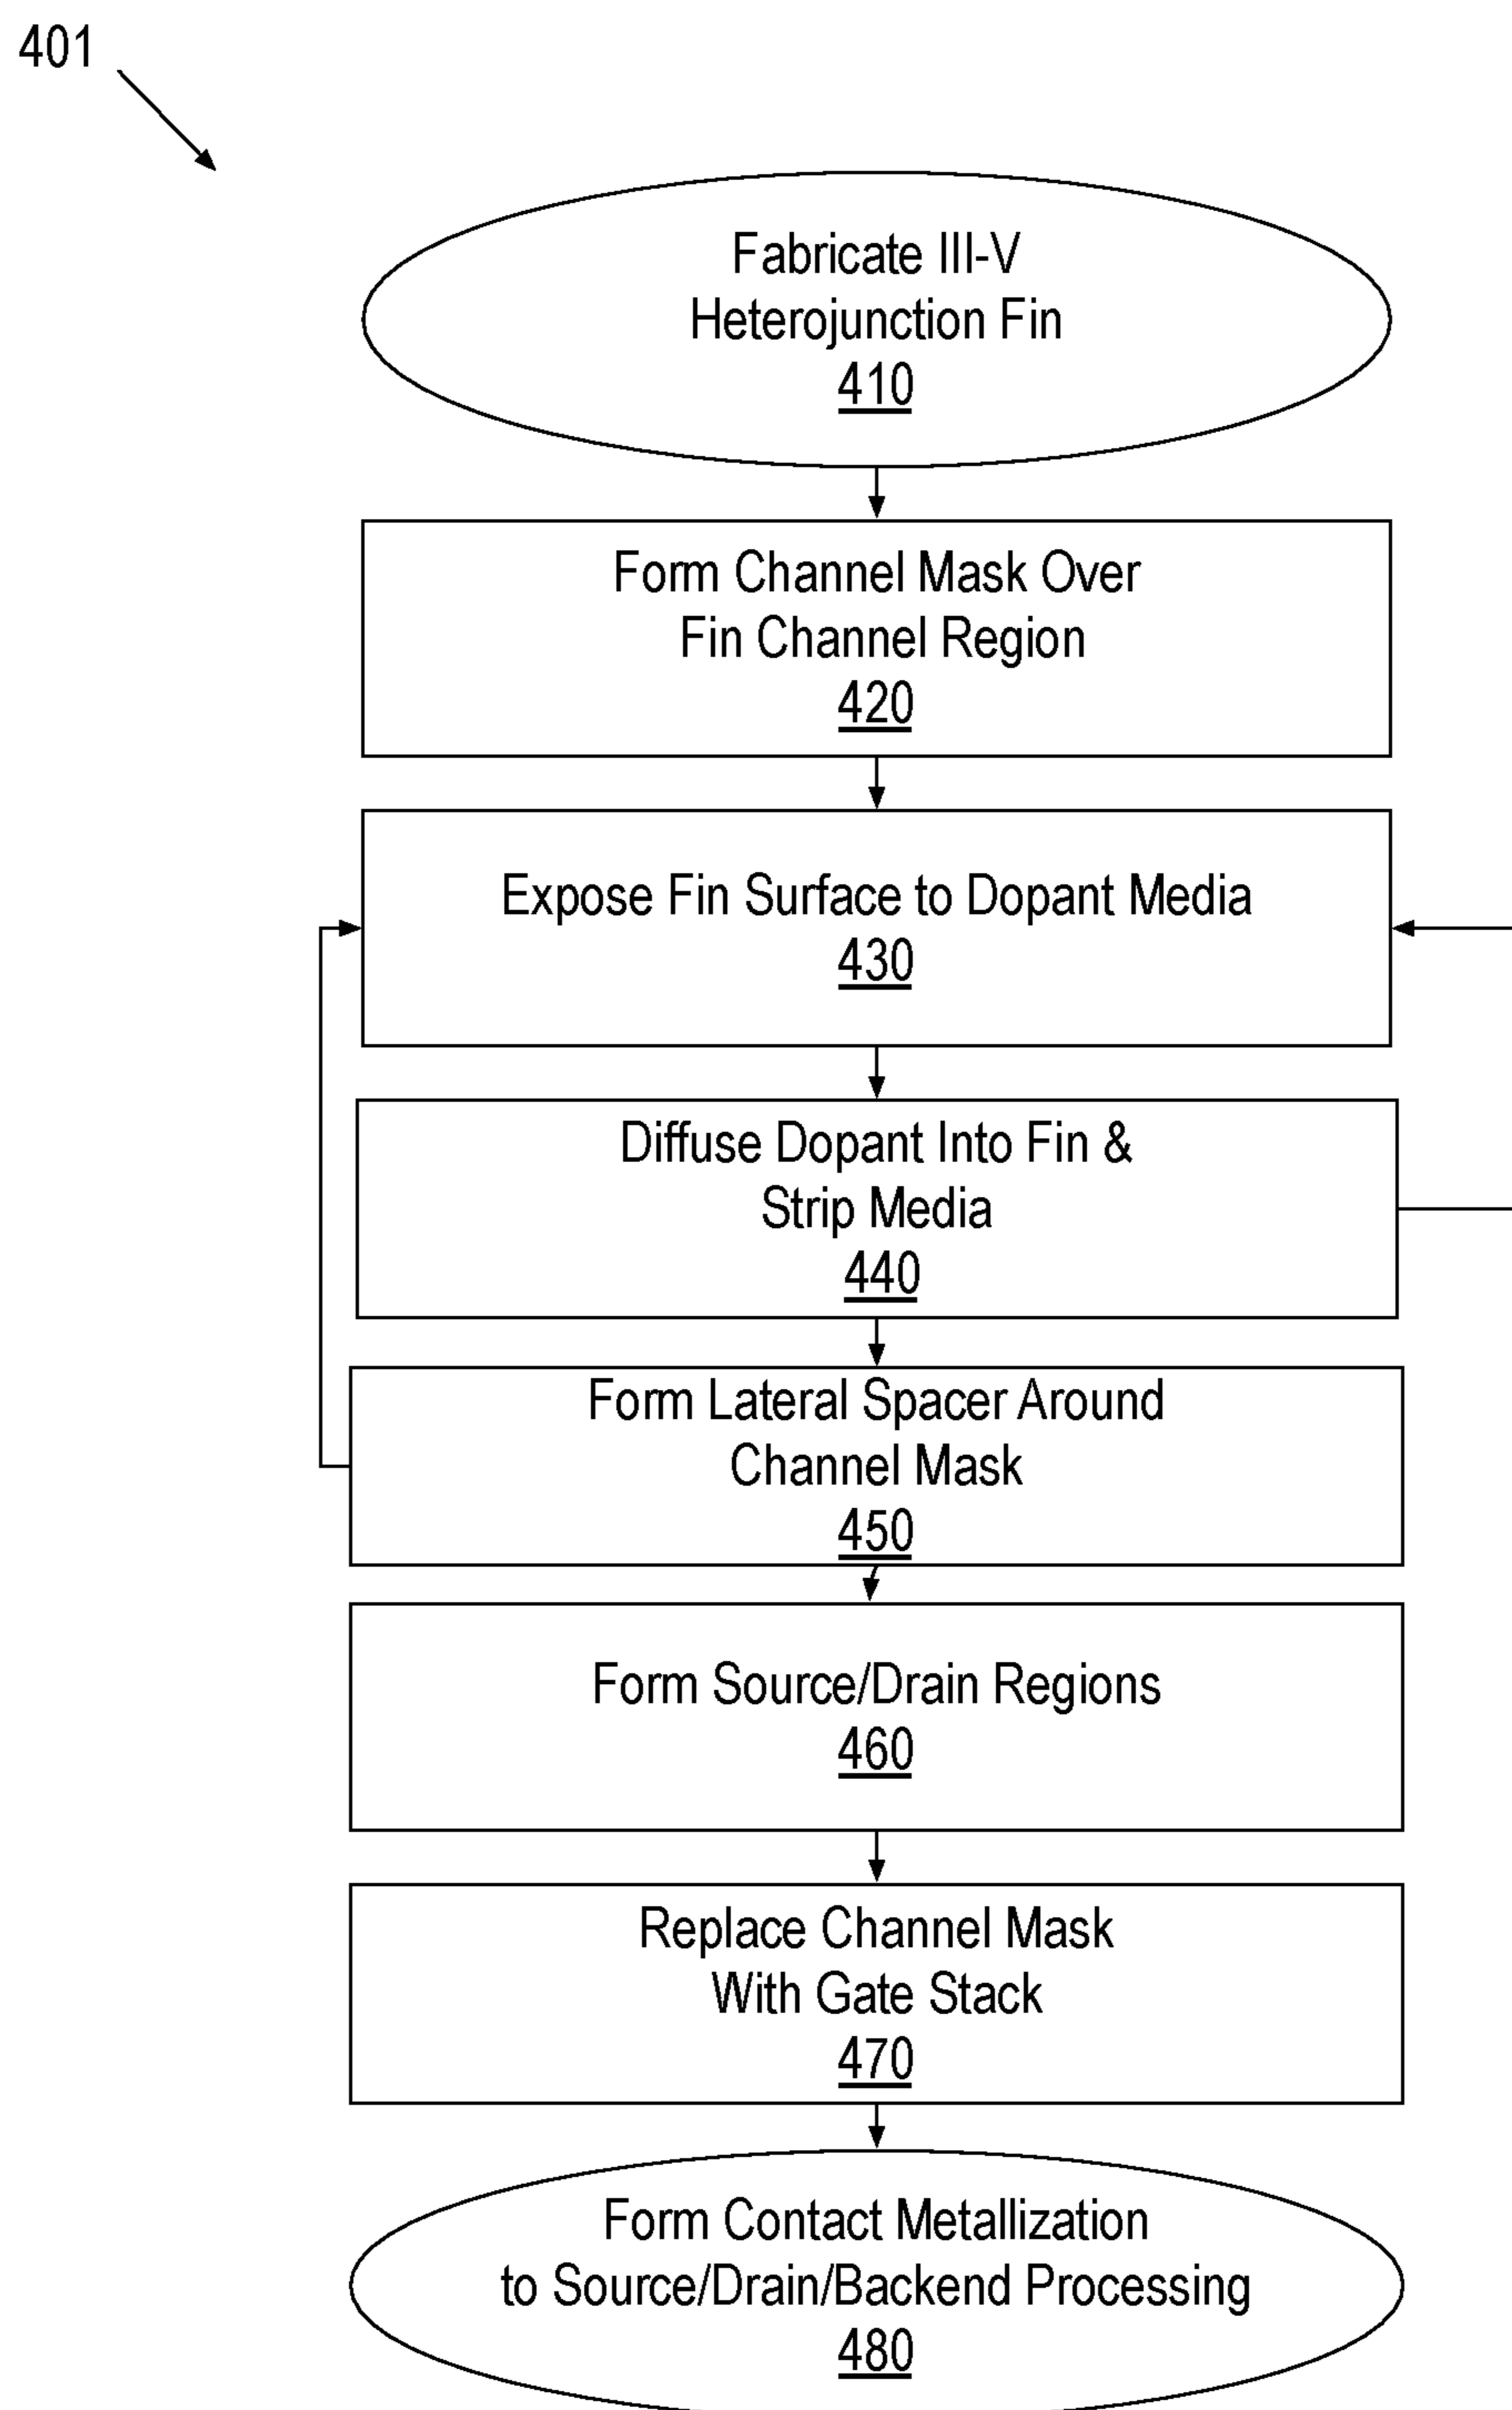 401
Fabricate III-V
Heterojunction Fin
410
Form Channel Mask Over
Fin Channel Region
420
Expose Fin Surface to Dopant Media
430
Diffuse Dopant Into Fin &
Strip Media
440
Form Lateral Spacer Around
Channel Mask
450
Form Source/Drain Regions
460
Replace Channel Mask
With Gate Stack
470
Form Contact Metallization
to Source/Drain/Backend Processing
480